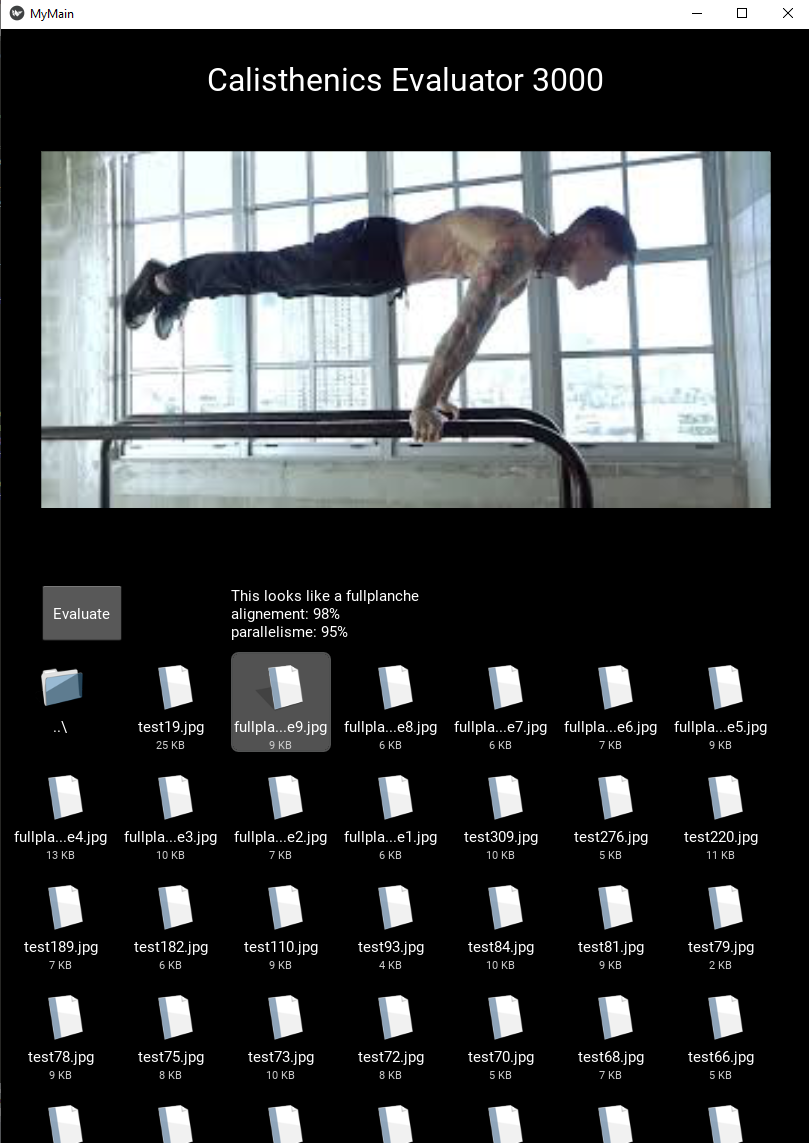 MyMain
Calisthenics Evaluator 3000
Evaluate
This looks like a fullplanche
alignement: 98%
parallelisme: 95%
..\ test19.jpg fullpla...e9.jpg fullpla...e8.jpg fullpla...e7.jpg fullpla...e6.jpg fullpla...e5.jpg
25 KB 9 KB 6 KB 6 KB 7 KB 9 KB
fullpla...e4.jpg fullpla...e3.jpg fullpla...e2.jpg fullpla...e1.jpg test309.jpg test276.jpg test220.jpg
13 KB 10 KB 7 KB 6 KB 10 KB 5 KB 11 KB
test189.jpg test182.jpg test110.jpg test93.jpg test84.jpg test81.jpg test79.jpg
7 KB 6 KB 9 KB 4 KB 10 KB 9 KB 2 KB
test78.jpg test75.jpg test73.jpg test72.jpg test70.jpg test68.jpg test66.jpg
9 KB 8 KB 10 KB 8 KB 5 KB 7 KB 5 KB